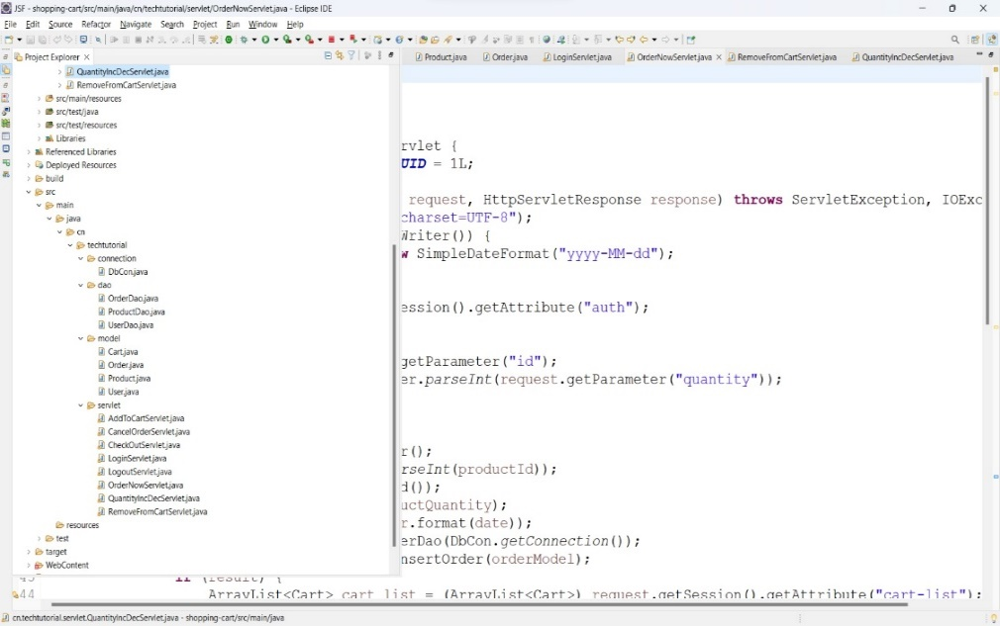 JSF - shopping-cart/src/main/java/cn/techtutorial/servlet/OrderNowServlet.java - Eclipse IDE
File Edit Source Refactor Navigate Search Project Run Window Help
Project Explorer
Product.java Order.java LoginServlet.java OrderNowServlet.java RemoveFromCartServlet.java QuantityIncDecServlet.java
QuantityIncDecServlet.java
RemoveFromCartServlet.java
src/main/resources
src/test/java
src/test/resources
Libraries
Referenced Libraries
Deployed Resources
build
src
main
java
cn
techtutorial
connection
DbCon.java
dao
OrderDao.java
ProductDao.java
UserDao.java
model
Cart.java
Order.java
Product.java
User.java
servlet
AddToCartServlet.java
CancelOrderServlet.java
CheckOutServlet.java
LoginServlet.java
LogoutServlet.java
OrderNowServlet.java
QuantityIncDecServlet.java
RemoveFromCartServlet.java
resources
test
target
WebContent
rvlet {
UID = 1L;
request, HttpServletResponse response) throws ServletException, IOExc
charset=UTF-8");
Writer()) {
w SimpleDateFormat("yyyy-MM-dd");
ession().getAttribute("auth");
getParameter("id");
er.parseInt(request.getParameter("quantity"));
r();
rseInt(productId));
d());
uctQuantity);
r.format(date));
erDao(DbCon.getConnection());
nsertOrder(orderModel);
if (result) {
44 ArrayList<Cart> cart_list = (ArrayList<Cart>) request.getSession().getAttribute("cart-list");
cn.techtutorial.servlet.QuantityIncDecServlet.java - shopping-cart/src/main/java